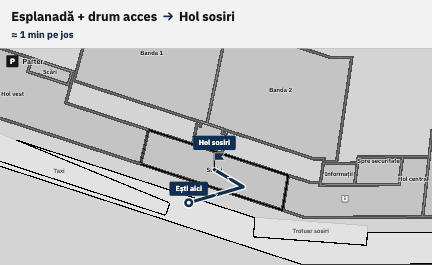 Esplanadă + drum acces → Hol sosiri
≈ 1 min pe jos
P Parter
Banda 1
Scări
Banda 2
Hol vest
Hol sosiri
Spre securitate
Informații
Hol central
Taxi
Ești aici
Trotuar sosiri